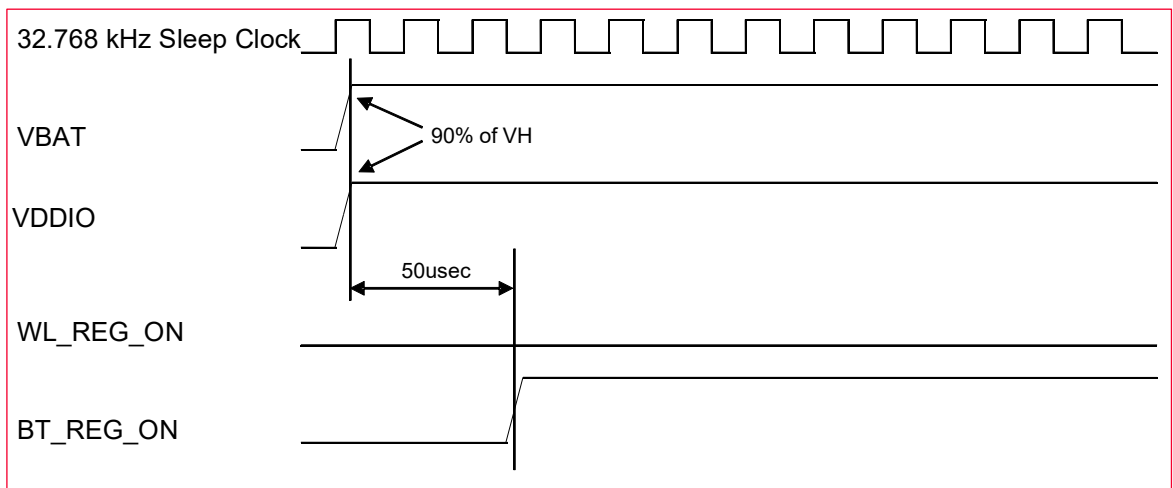 32.768 kHz Sleep Clock
VBAT
90% of VH
VDDIO
50usec
WL_REG_ON
BT_REG_ON